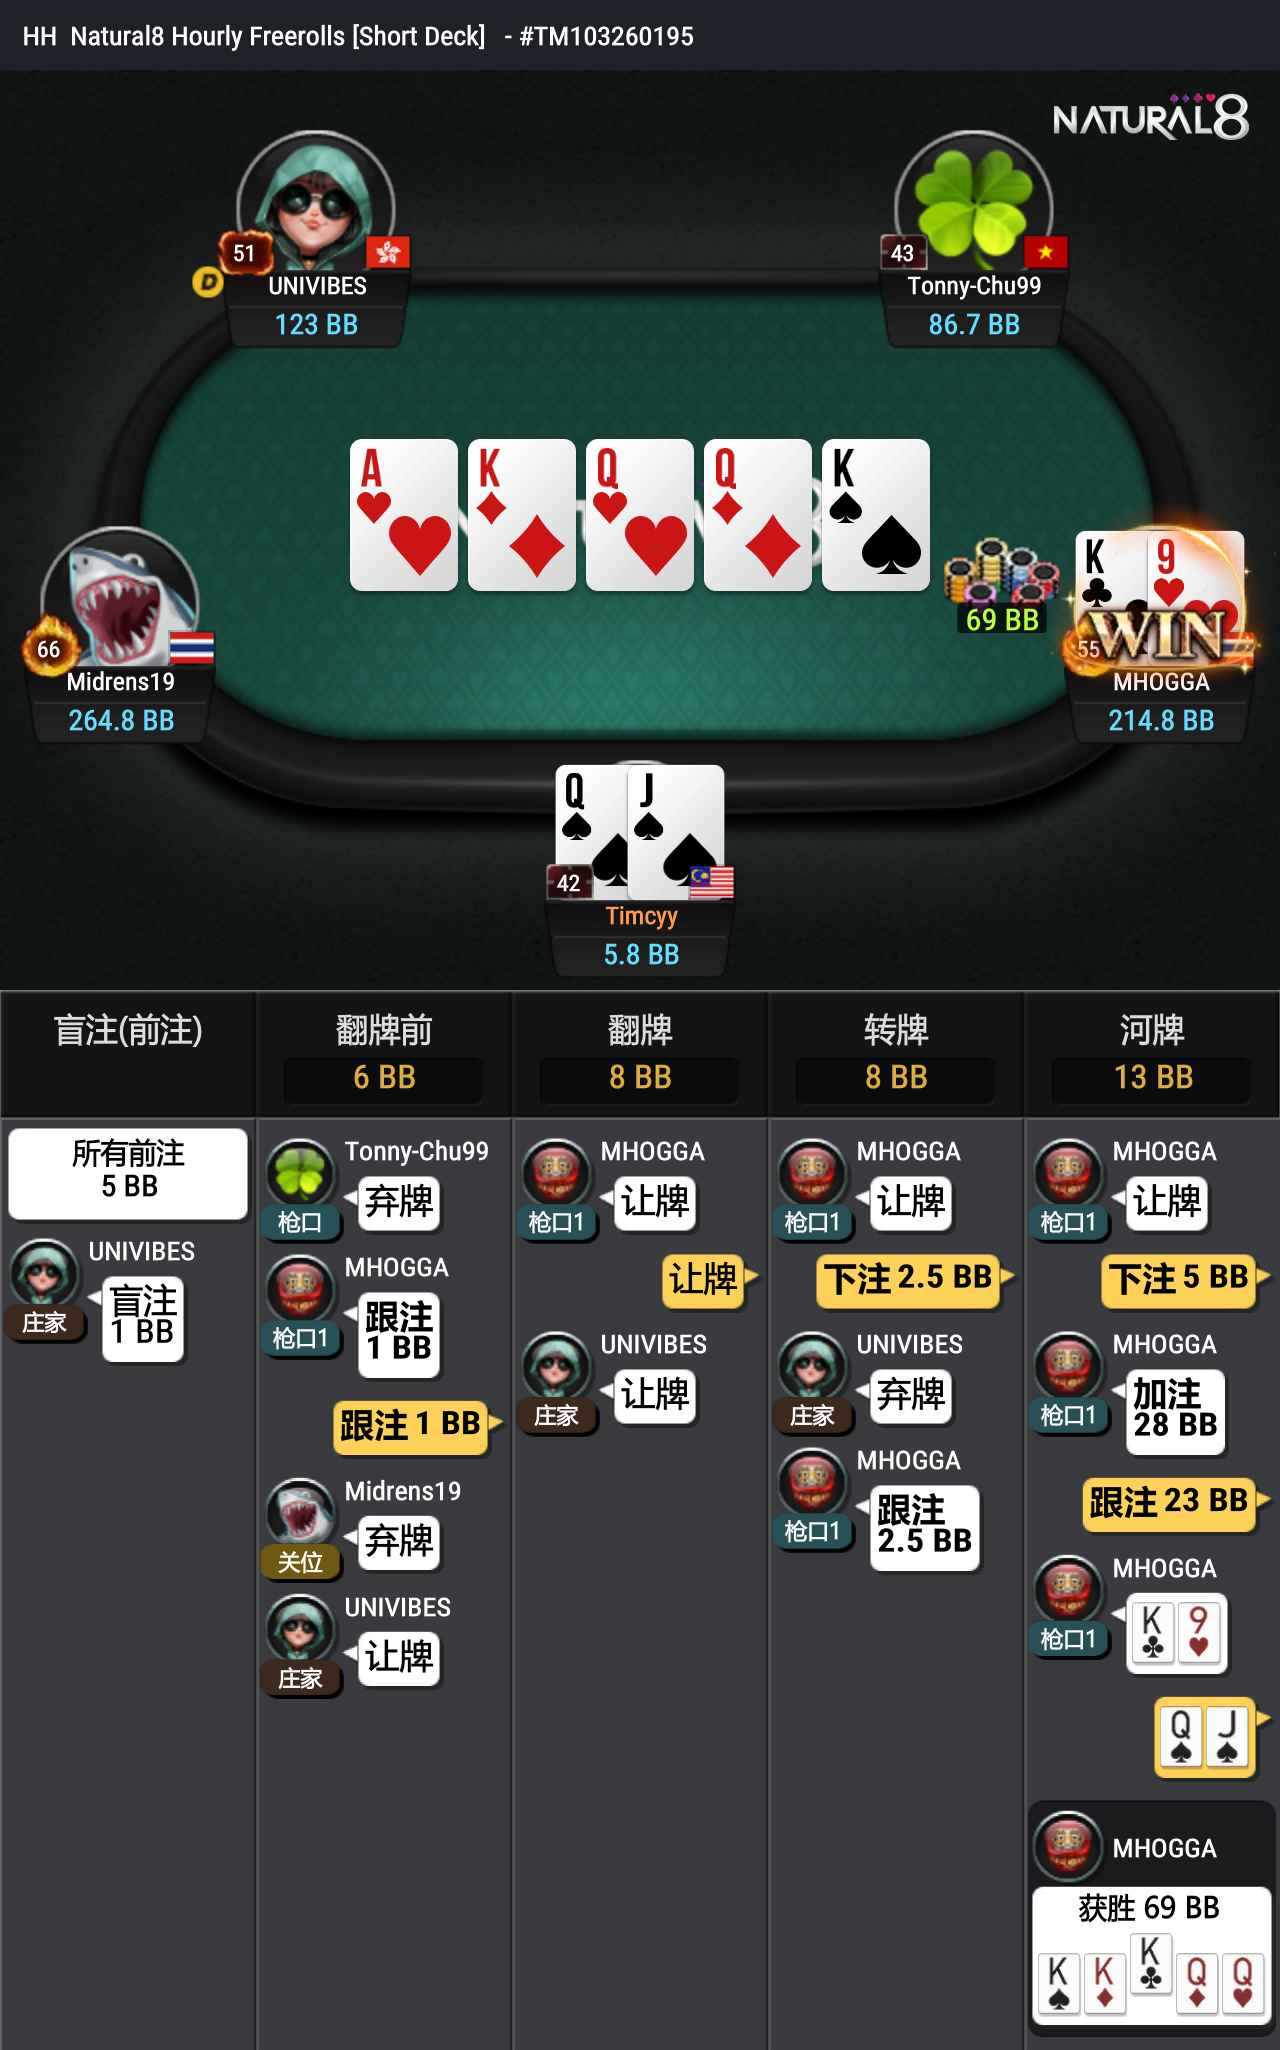 HH Natural8 Hourly Freerolls [Short Deck] - #TM103260195
NATURAL8
51
D
UNIVIBES
123 BB
43
Tonny-Chu99
86.7 BB
A K Q Q K
69 BB
66
Midrens19
264.8 BB
K 9
WIN
55
MHOGGA
214.8 BB
Q J
42
Timcyy
5.8 BB
盲注(前注)
所有前注
5 BB
UNIVIBES
庄家
盲注
1 BB
翻牌前
6 BB
Tonny-Chu99
枪口
弃牌
MHOGGA
枪口1
跟注
1 BB
跟注 1 BB
Midrens19
关位
弃牌
UNIVIBES
庄家
让牌
翻牌
8 BB
MHOGGA
枪口1
让牌
让牌
UNIVIBES
庄家
让牌
转牌
8 BB
MHOGGA
枪口1
让牌
下注 2.5 BB
UNIVIBES
庄家
弃牌
MHOGGA
枪口1
跟注
2.5 BB
河牌
13 BB
MHOGGA
枪口1
让牌
下注 5 BB
MHOGGA
枪口1
加注
28 BB
跟注 23 BB
MHOGGA
枪口1
K 9
Q J
MHOGGA
获胜 69 BB
K K K Q Q